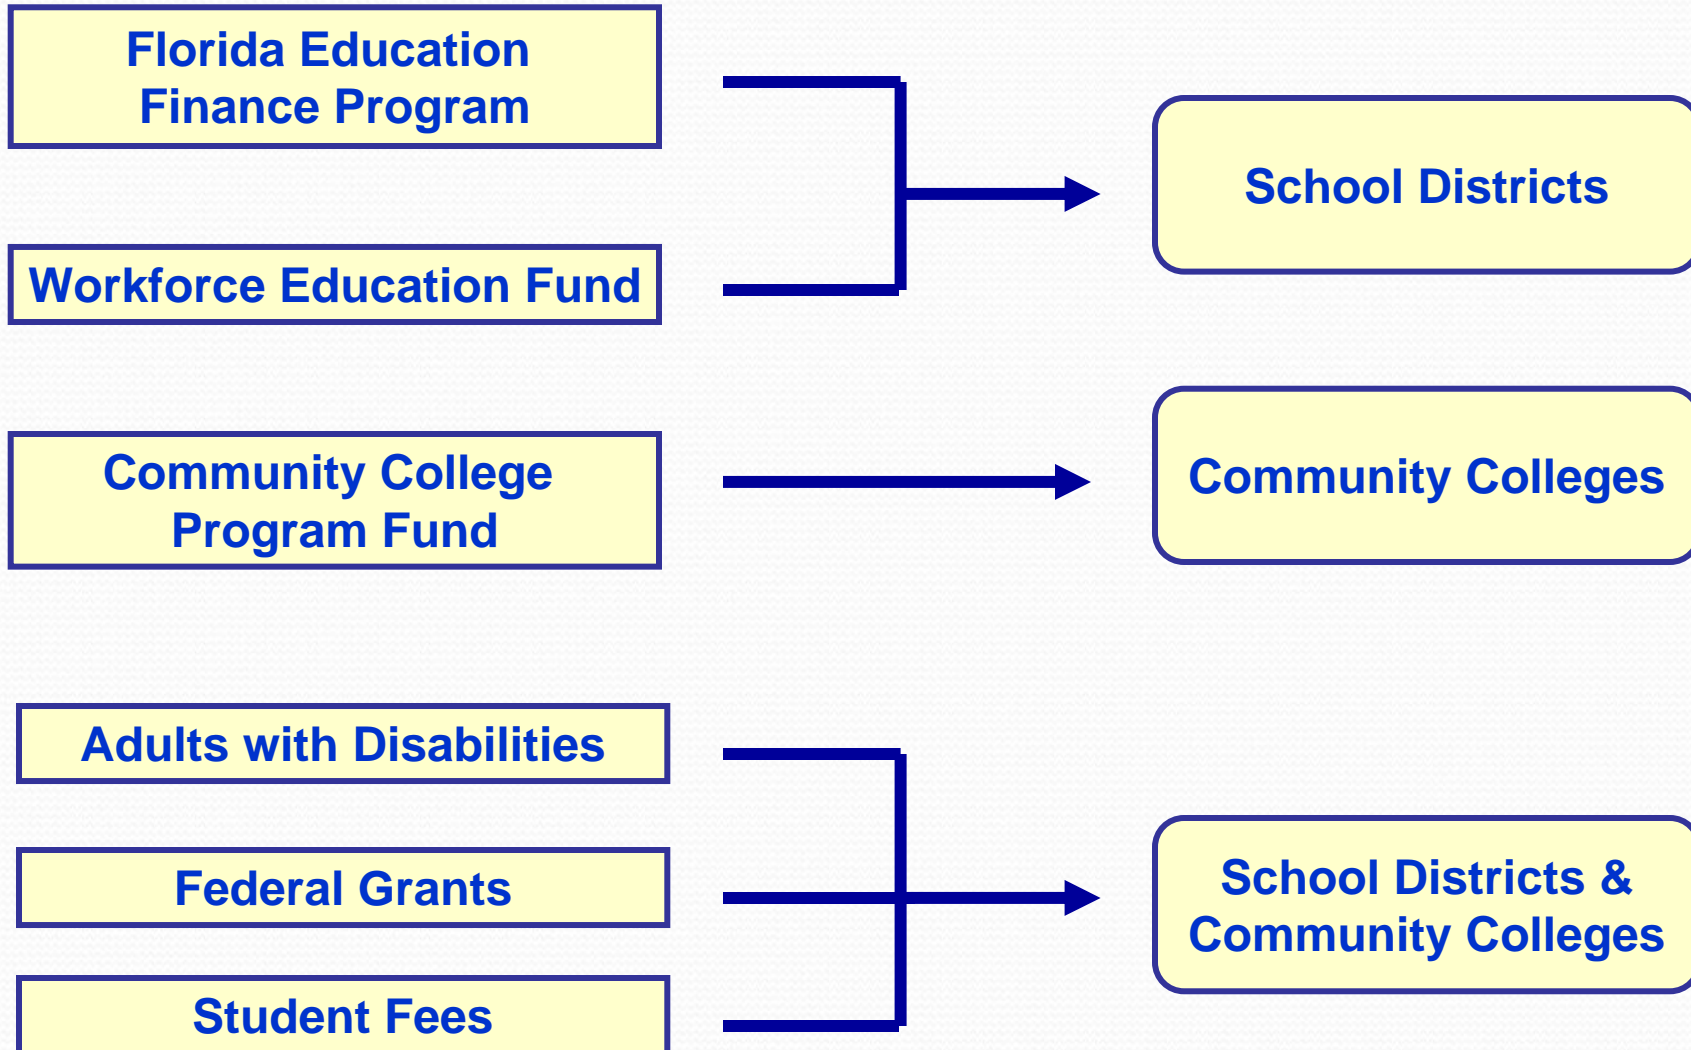 Florida Education
Finance Program
School Districts
Workforce Education Fund
Community College
Program Fund
Community Colleges
Adults with Disabilities
Federal Grants
School Districts &
Community Colleges
Student Fees